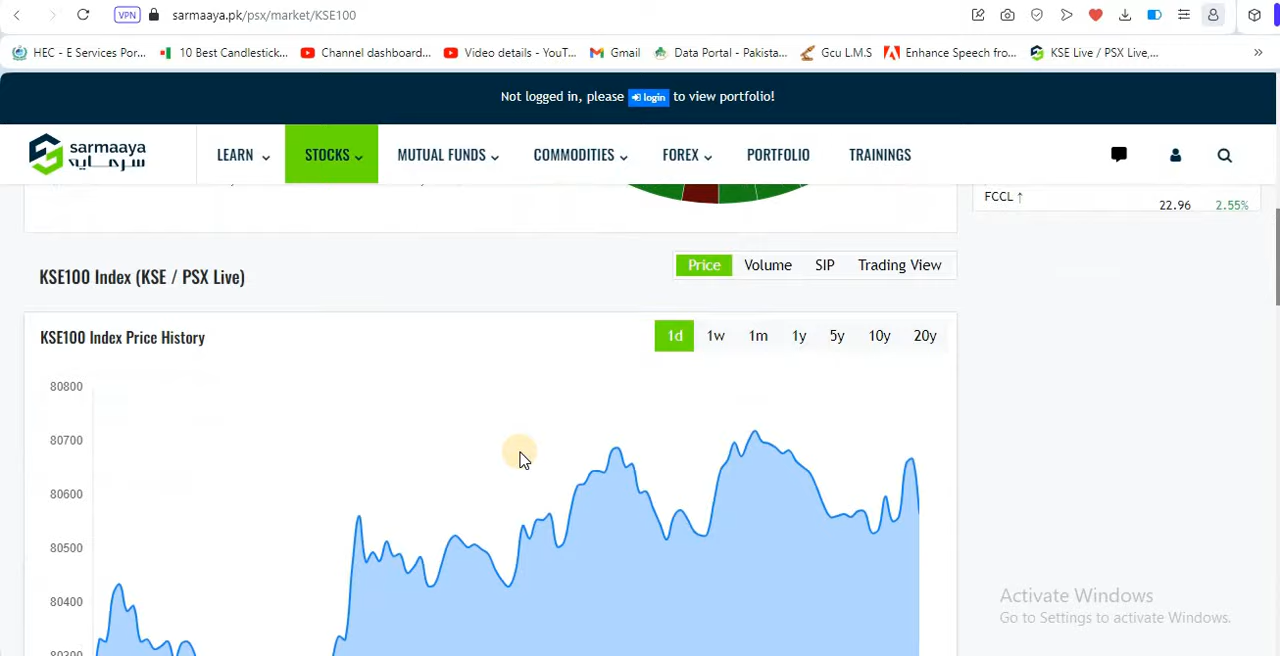 VPN sarmaaya.pk/psx/market/KSE100
HEC - E Services Por... 10 Best Candlestick... Channel dashboard... Video details - YouT... Gmail Data Portal - Pakista... Gcu L.M.S Enhance Speech fro... KSE Live / PSX Live,... »
Not logged in, please login to view portfolio!
sarmaaya
سرمایہ
LEARN STOCKS MUTUAL FUNDS COMMODITIES FOREX PORTFOLIO TRAININGS
FCCL ↑ 22.96 2.55%
KSE100 Index (KSE / PSX Live)
Price Volume SIP Trading View
KSE100 Index Price History
1d 1w 1m 1y 5y 10y 20y
80800
80700
80600
80500
80400
80300
Activate Windows
Go to Settings to activate Windows.